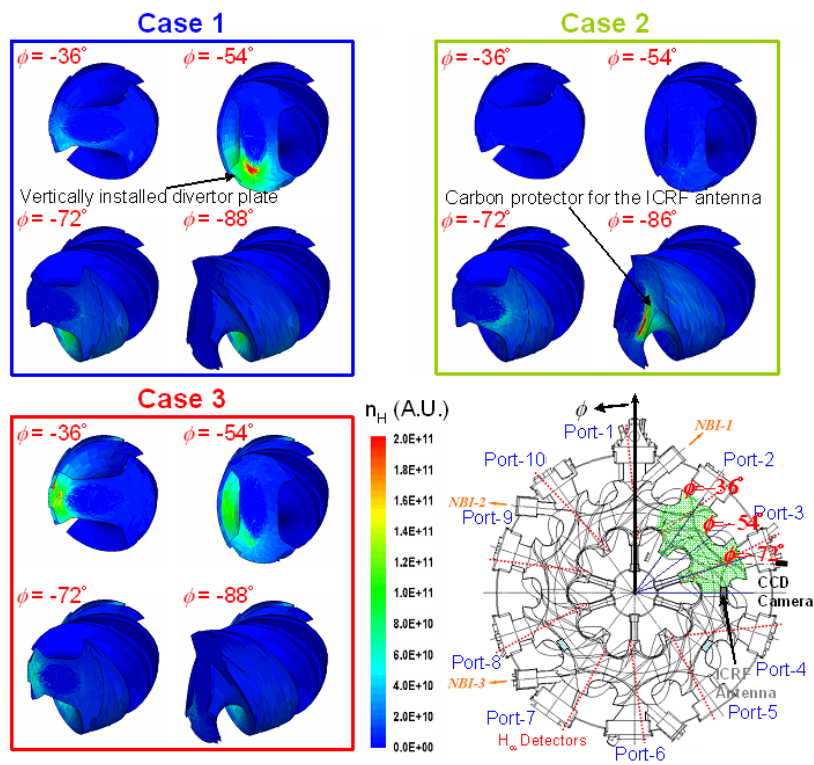 Case 1
ϕ = -36°
ϕ = -54°
Vertically installed divertor plate
ϕ = -72°
ϕ = -88°
Case 2
ϕ = -36°
ϕ = -54°
Carbon protector for the ICRF antenna
ϕ = -72°
ϕ = -86°
Case 3
ϕ = -36°
ϕ = -54°
ϕ = -72°
ϕ = -88°
n_H (A.U.)
2.0E+11
1.8E+11
1.6E+11
1.4E+11
1.2E+11
1.0E+11
8.0E+10
6.0E+10
4.0E+10
2.0E+10
0.0E+00
ϕ
Port-1
NBI-1
Port-10
Port-2
ϕ=-36°
NBI-2
Port-9
Port-3
ϕ=-54°
ϕ=-72°
CCD
Camera
Port-8
Port-4
ICRF
Antenna
NBI-3
Port-7
Port-5
Hα Detectors
Port-6